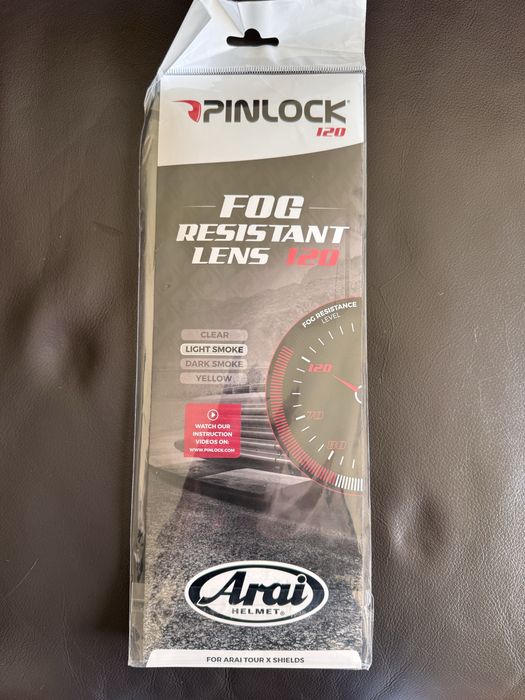 PINLOCK®
120
FOG
RESISTANT
LENS 120
FOG RESISTANCE
LEVEL
CLEAR
LIGHT SMOKE
DARK SMOKE
YELLOW
120
70
WATCH OUR
INSTRUCTION
VIDEOS ON:
WWW.PINLOCK.COM
Arai
HELMET®
FOR ARAI TOUR X SHIELDS